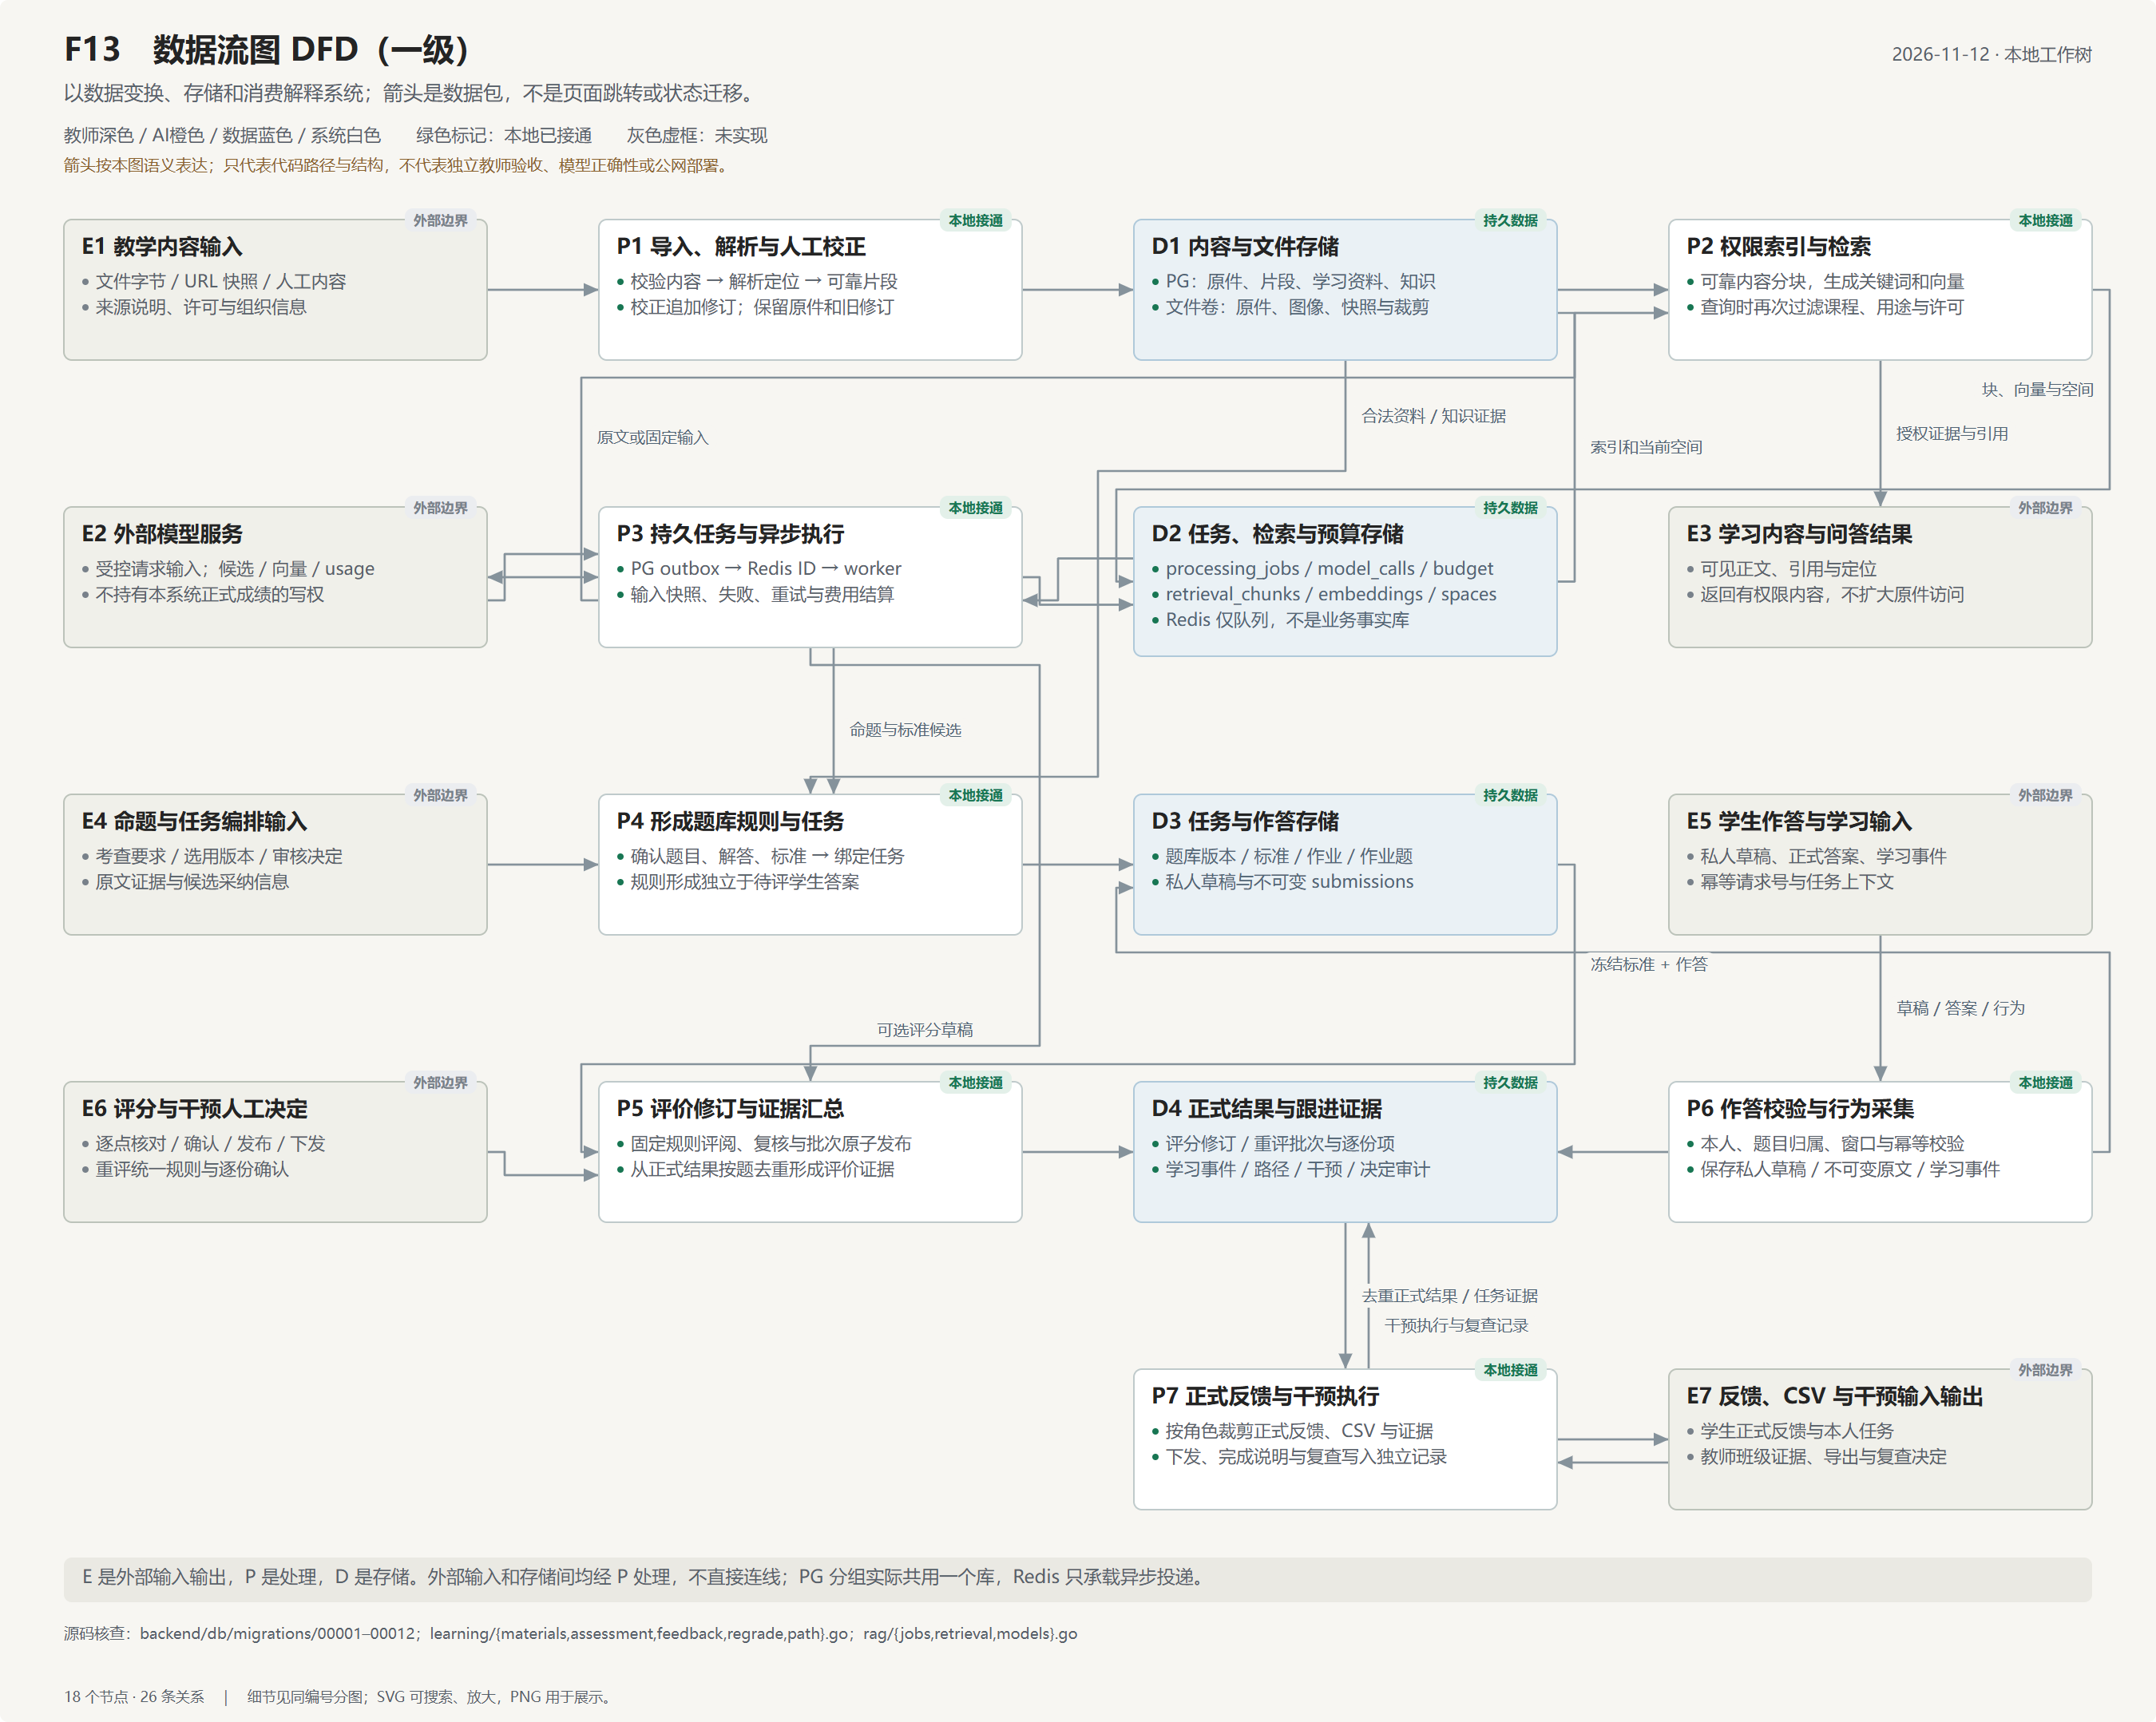 F13 数据流图 DFD（一级）
2026-11-12 · 本地工作树
以数据变换、存储和消费解释系统；箭头是数据包，不是页面跳转或状态迁移。
教师深色 / AI橙色 / 数据蓝色 / 系统白色 绿色标记：本地已接通 灰色虚框：未实现
箭头按本图语义表达；只代表代码路径与结构，不代表独立教师验收、模型正确性或公网部署。
外部边界
E1 教学内容输入
• 文件字节 / URL 快照 / 人工内容
• 来源说明、许可与组织信息
本地接通
P1 导入、解析与人工校正
• 校验内容 → 解析定位 → 可靠片段
• 校正追加修订；保留原件和旧修订
持久数据
D1 内容与文件存储
• PG：原件、片段、学习资料、知识
• 文件卷：原件、图像、快照与裁剪
本地接通
P2 权限索引与检索
• 可靠内容分块，生成关键词和向量
• 查询时再次过滤课程、用途与许可
块、向量与空间
合法资料 / 知识证据
授权证据与引用
原文或固定输入
索引和当前空间
外部边界
E2 外部模型服务
• 受控请求输入；候选 / 向量 / usage
• 不持有本系统正式成绩的写权
本地接通
P3 持久任务与异步执行
• PG outbox → Redis ID → worker
• 输入快照、失败、重试与费用结算
持久数据
D2 任务、检索与预算存储
• processing_jobs / model_calls / budget
• retrieval_chunks / embeddings / spaces
• Redis 仅队列，不是业务事实库
外部边界
E3 学习内容与问答结果
• 可见正文、引用与定位
• 返回有权限内容，不扩大原件访问
命题与标准候选
外部边界
E4 命题与任务编排输入
• 考查要求 / 选用版本 / 审核决定
• 原文证据与候选采纳信息
本地接通
P4 形成题库规则与任务
• 确认题目、解答、标准 → 绑定任务
• 规则形成独立于待评学生答案
持久数据
D3 任务与作答存储
• 题库版本 / 标准 / 作业 / 作业题
• 私人草稿与不可变 submissions
外部边界
E5 学生作答与学习输入
• 私人草稿、正式答案、学习事件
• 幂等请求号与任务上下文
冻结标准 + 作答
草稿 / 答案 / 行为
可选评分草稿
外部边界
E6 评分与干预人工决定
• 逐点核对 / 确认 / 发布 / 下发
• 重评统一规则与逐份确认
本地接通
P5 评价修订与证据汇总
• 固定规则评阅、复核与批次原子发布
• 从正式结果按题去重形成评价证据
持久数据
D4 正式结果与跟进证据
• 评分修订 / 重评批次与逐份项
• 学习事件 / 路径 / 干预 / 决定审计
本地接通
P6 作答校验与行为采集
• 本人、题目归属、窗口与幂等校验
• 保存私人草稿 / 不可变原文 / 学习事件
去重正式结果 / 任务证据
干预执行与复查记录
本地接通
P7 正式反馈与干预执行
• 按角色裁剪正式反馈、CSV 与证据
• 下发、完成说明与复查写入独立记录
外部边界
E7 反馈、CSV 与干预输入输出
• 学生正式反馈与本人任务
• 教师班级证据、导出与复查决定
E 是外部输入输出，P 是处理，D 是存储。外部输入和存储间均经 P 处理，不直接连线；PG 分组实际共用一个库，Redis 只承载异步投递。
源码核查：backend/db/migrations/00001–00012；learning/{materials,assessment,feedback,regrade,path}.go；rag/{jobs,retrieval,models}.go
18 个节点 · 26 条关系 | 细节见同编号分图；SVG 可搜索、放大，PNG 用于展示。